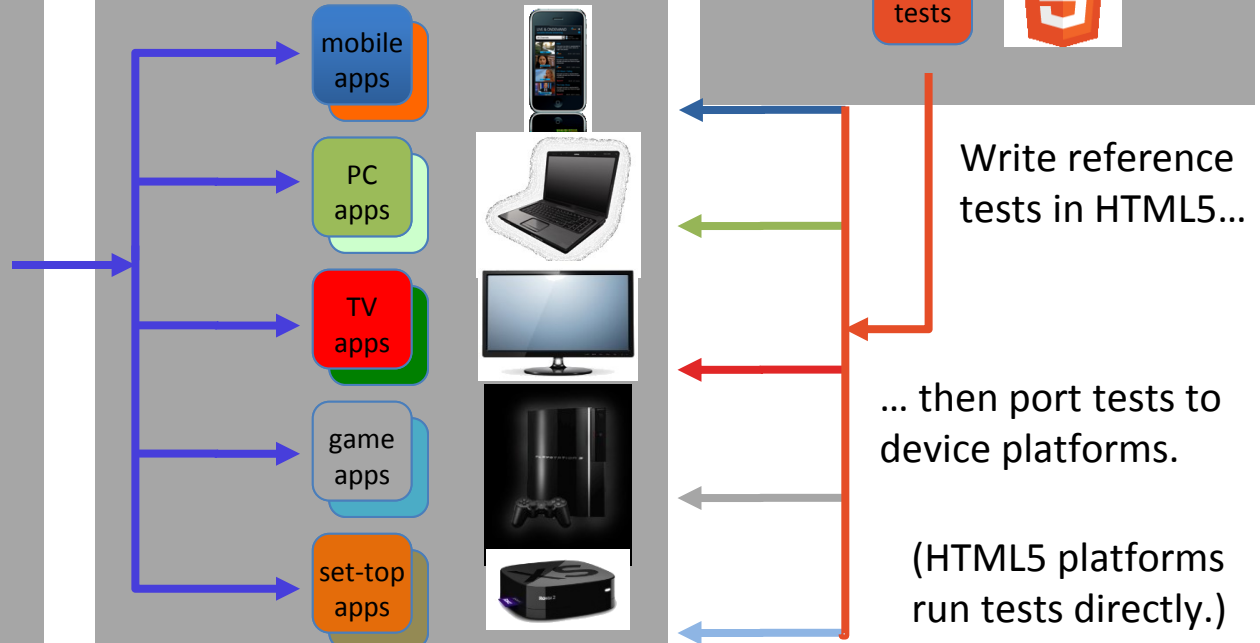 mobile
apps
PC
apps
TV
apps
game
apps
set-top
apps
XS
tests
Write reference
tests in HTML5…
… then port tests to
device platforms.
(HTML5 platforms
run tests directly.)